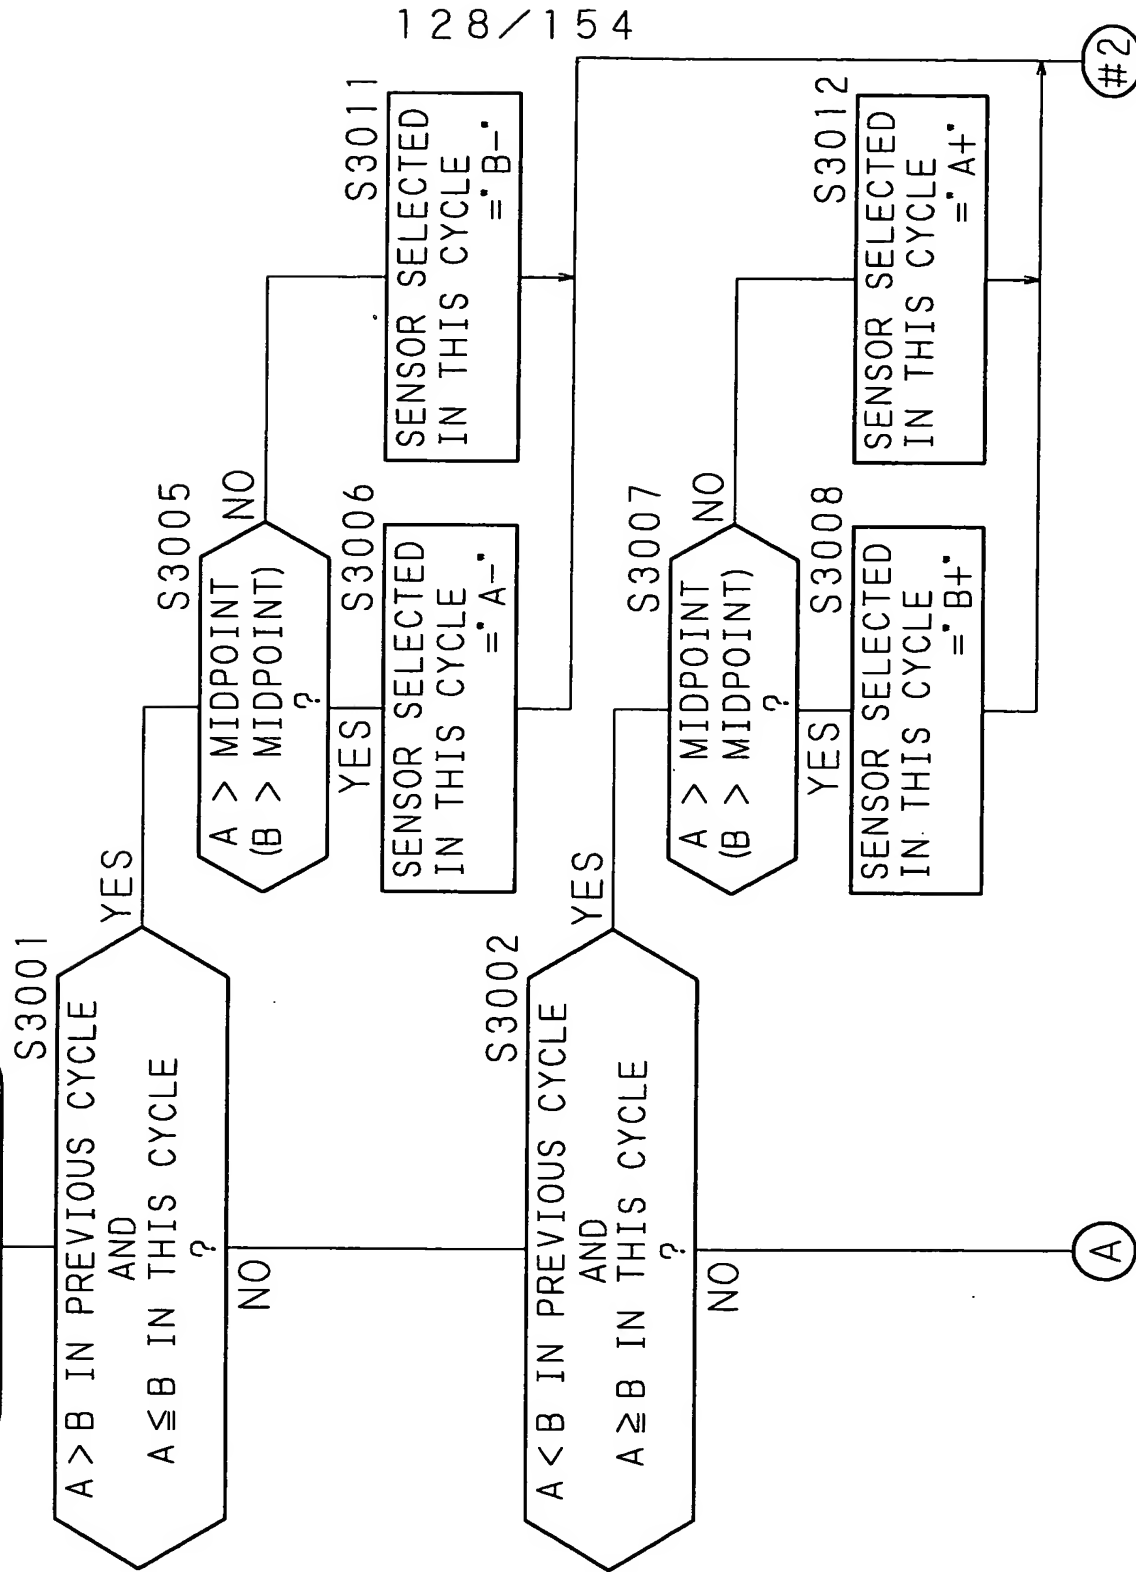 128/154
S3001
A>B IN PREVIOUS CYCLE
AND
A≦B IN THIS CYCLE
?
YES
NO
S3005
A > MIDPOINT
(B > MIDPOINT)
?
NO
YES
S3006
SENSOR SELECTED
IN THIS CYCLE
="A-"
S3011
SENSOR SELECTED
IN THIS CYCLE
="B-"
S3002
A<B IN PREVIOUS CYCLE
AND
A≧B IN THIS CYCLE
?
YES
NO
S3007
A > MIDPOINT
(B > MIDPOINT)
?
NO
YES
S3008
SENSOR SELECTED
IN THIS CYCLE
="B+"
S3012
SENSOR SELECTED
IN THIS CYCLE
="A+"
A
#2